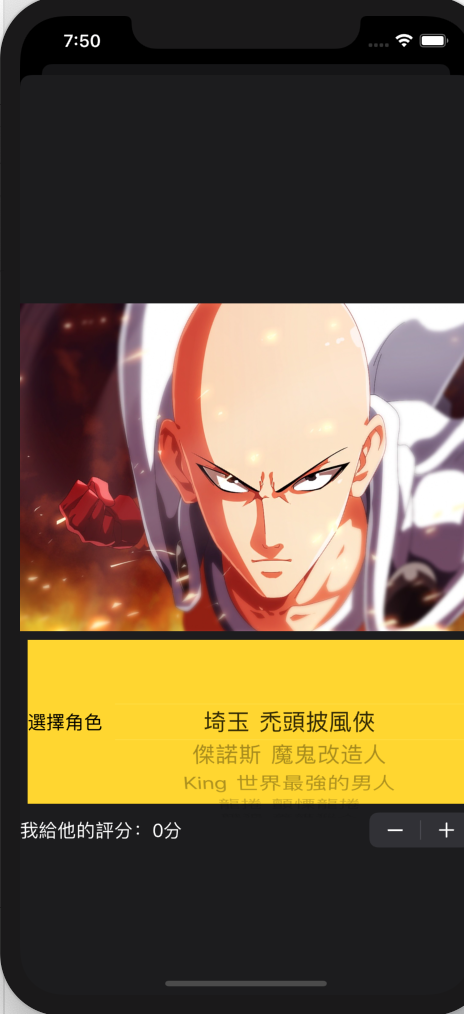 7:50
選擇角色
埼玉 禿頭披風俠
傑諾斯 魔鬼改造人
King 世界最強的男人
我給他的評分：0分